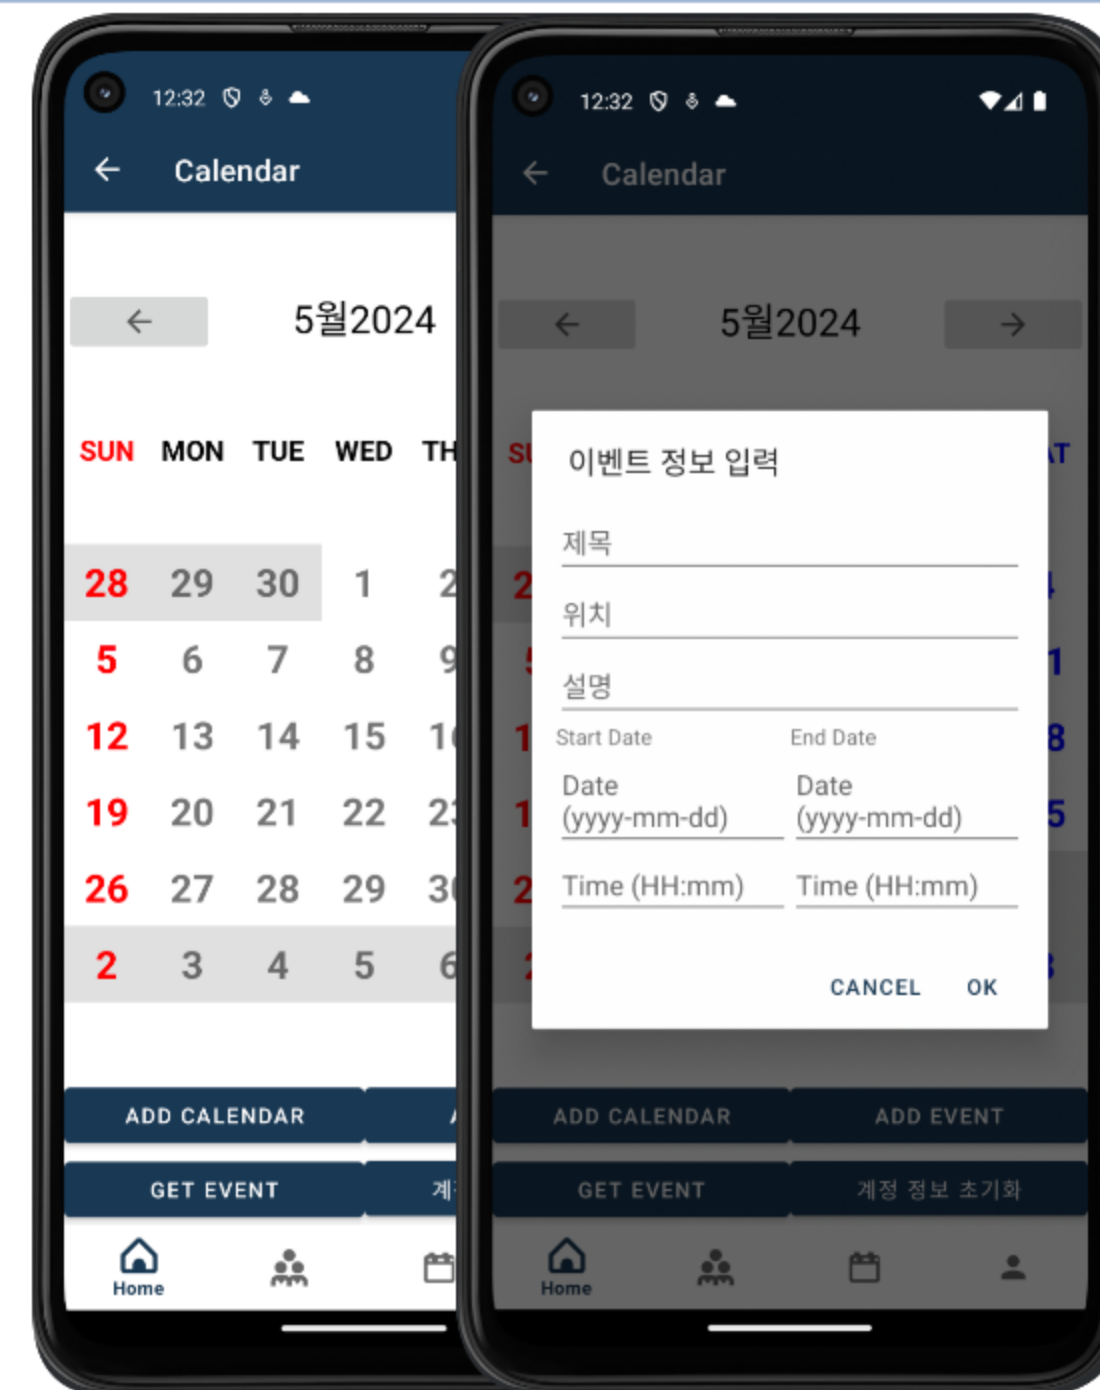 12:32
Calendar
5월2024
SUN MON TUE WED TH
28 29 30 1 2
5 6 7 8 9
12 13 14 15
19 20 21 22
26 27 28 29
2 3 4 5 6
ADD CALENDAR
GET EVENT 계
Home
12:32
Calendar
5월2024
이벤트 정보 입력
제목
위치
설명
Start Date End Date
Date Date
(yyyy-mm-dd) (yyyy-mm-dd)
Time (HH:mm) Time (HH:mm)
CANCEL OK
ADD CALENDAR ADD EVENT
GET EVENT 계정 정보 초기화
Home